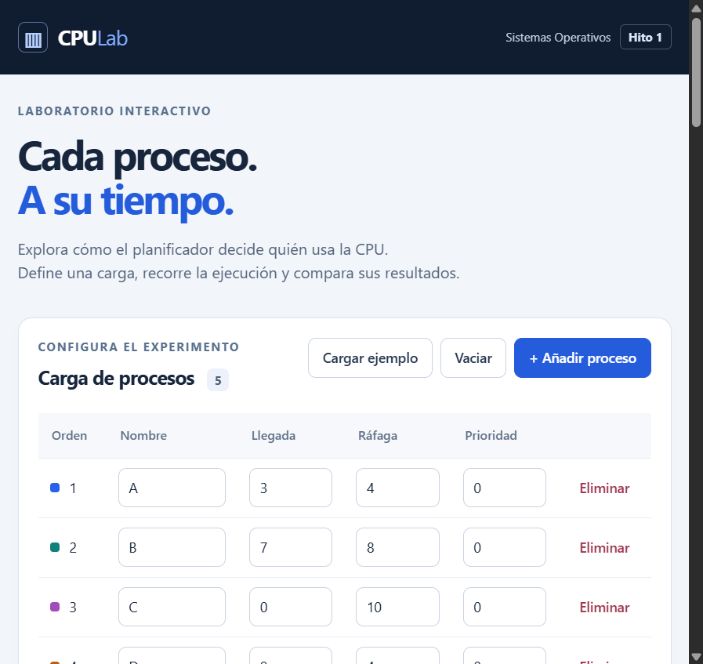 CPULab
Sistemas Operativos Hito 1
LABORATORIO INTERACTIVO
Cada proceso.
A su tiempo.
Explora cómo el planificador decide quién usa la CPU.
Define una carga, recorre la ejecución y compara sus resultados.
CONFIGURA EL EXPERIMENTO
Carga de procesos 5
Cargar ejemplo Vaciar + Añadir proceso
Orden Nombre Llegada Ráfaga Prioridad
1 A 3 4 0 Eliminar
2 B 7 8 0 Eliminar
3 C 0 10 0 Eliminar